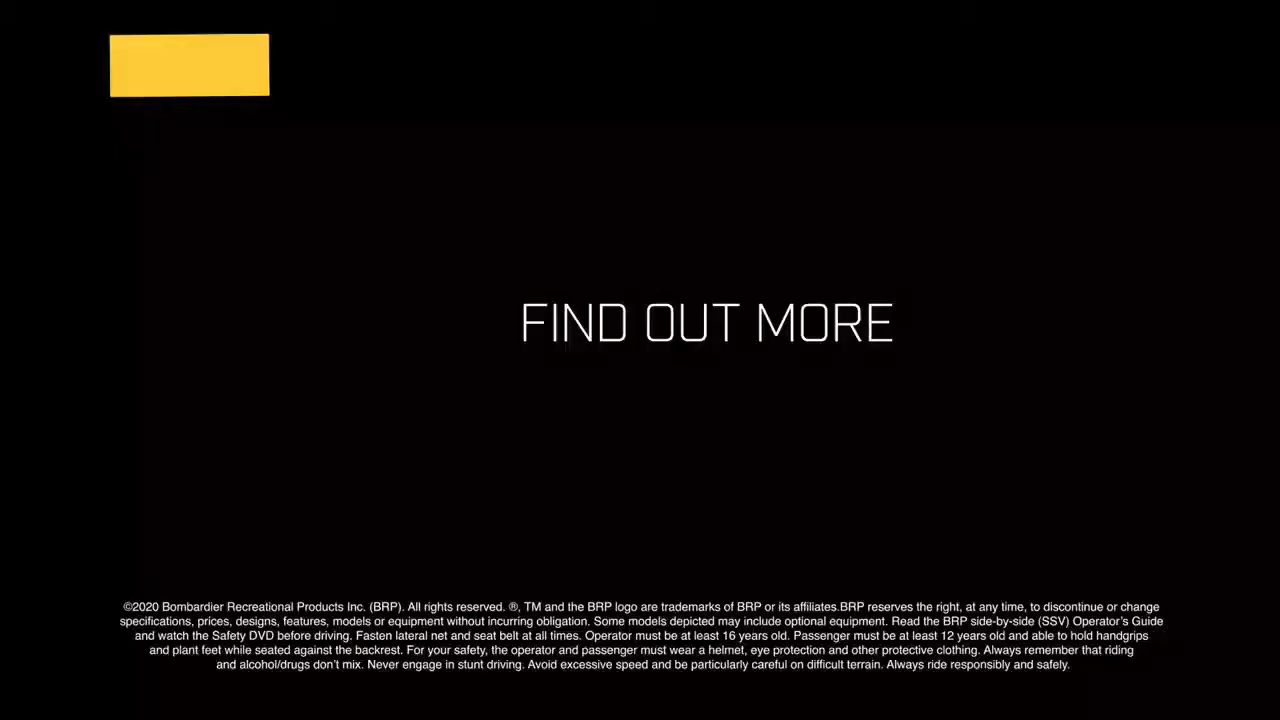 FIND OUT MORE
©2020 Bombardier Recreational Products Inc. (BRP). All rights reserved. ®, TM and the BRP logo are trademarks of BRP or its affiliates.BRP reserves the right, at any time, to discontinue or change
specifications, prices, designs, features, models or equipment without incurring obligation. Some models depicted may include optional equipment. Read the BRP side-by-side (SSV) Operator’s Guide
and watch the Safety DVD before driving. Fasten lateral net and seat belt at all times. Operator must be at least 16 years old. Passenger must be at least 12 years old and able to hold handgrips
and plant feet while seated against the backrest. For your safety, the operator and passenger must wear a helmet, eye protection and other protective clothing. Always remember that riding
and alcohol/drugs don’t mix. Never engage in stunt driving. Avoid excessive speed and be particularly careful on difficult terrain. Always ride responsibly and safely.